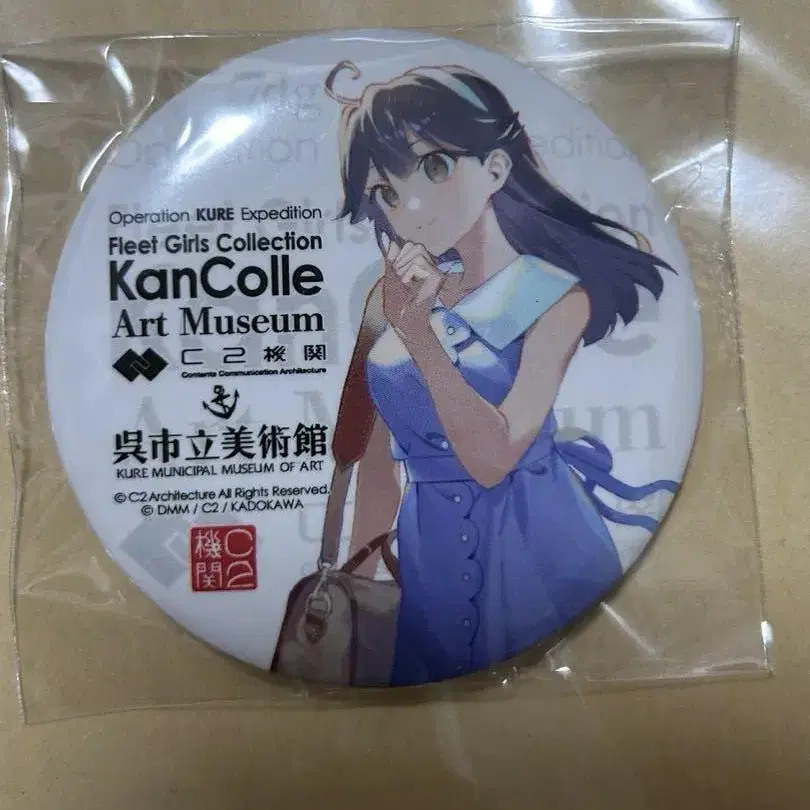 Operation KURE Expedition
Fleet Girls Collection
KanColle
Art Museum
C2機関
Contents Communication Architecture
呉市立美術館
KURE MUNICIPAL MUSEUM OF ART
© C2 Architecture All Rights Reserved.
© DMM / C2 / KADOKAWA
機関
C2